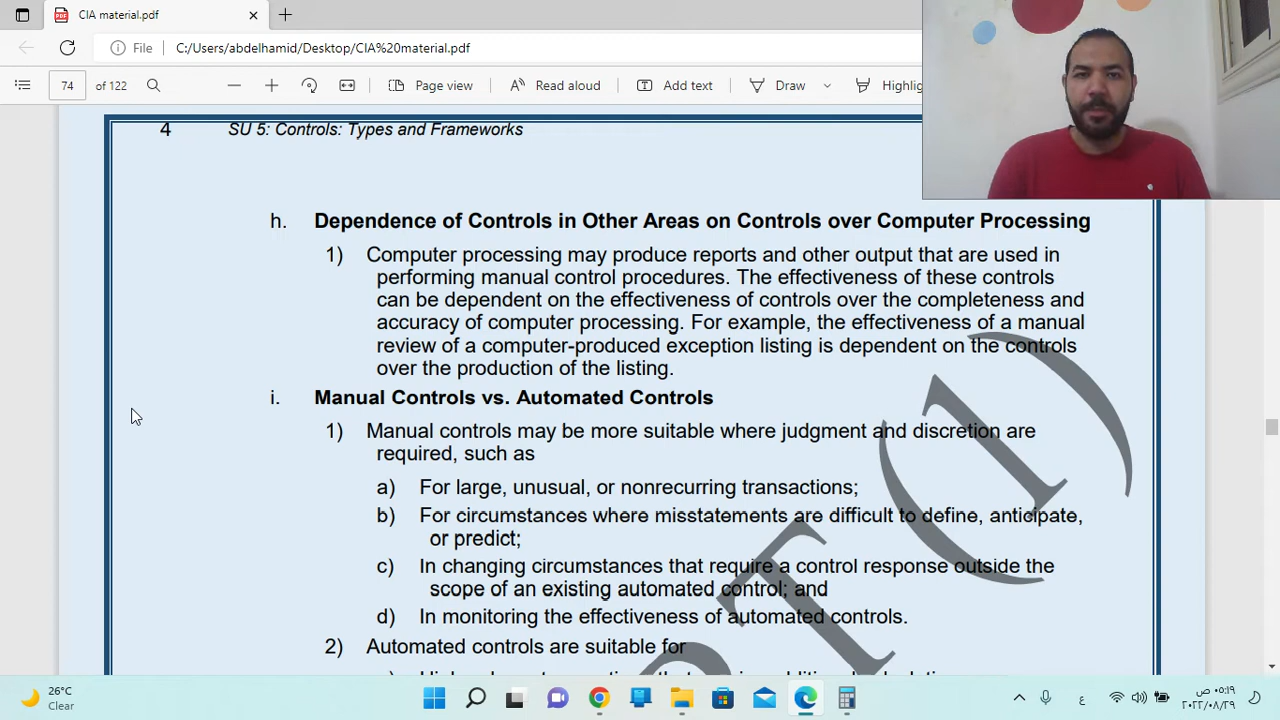 CIA material.pdf
File
C:/Users/abdelhamid/Desktop/CIA%20material.pdf
74 of 122
Page view
Read aloud
Add text
Draw
Highlig
4 SU 5: Controls: Types and Frameworks
h. Dependence of Controls in Other Areas on Controls over Computer Processing
1) Computer processing may produce reports and other output that are used in
performing manual control procedures. The effectiveness of these controls
can be dependent on the effectiveness of controls over the completeness and
accuracy of computer processing. For example, the effectiveness of a manual
review of a computer-produced exception listing is dependent on the controls
over the production of the listing.
i. Manual Controls vs. Automated Controls
1) Manual controls may be more suitable where judgment and discretion are
required, such as
a) For large, unusual, or nonrecurring transactions;
b) For circumstances where misstatements are difficult to define, anticipate,
or predict;
c) In changing circumstances that require a control response outside the
scope of an existing automated control; and
d) In monitoring the effectiveness of automated controls.
2) Automated controls are suitable for
PT (I)
26°C
Clear
ع
٠٥:١٩ ص
٢٠٢٢/٠٨/٢٩